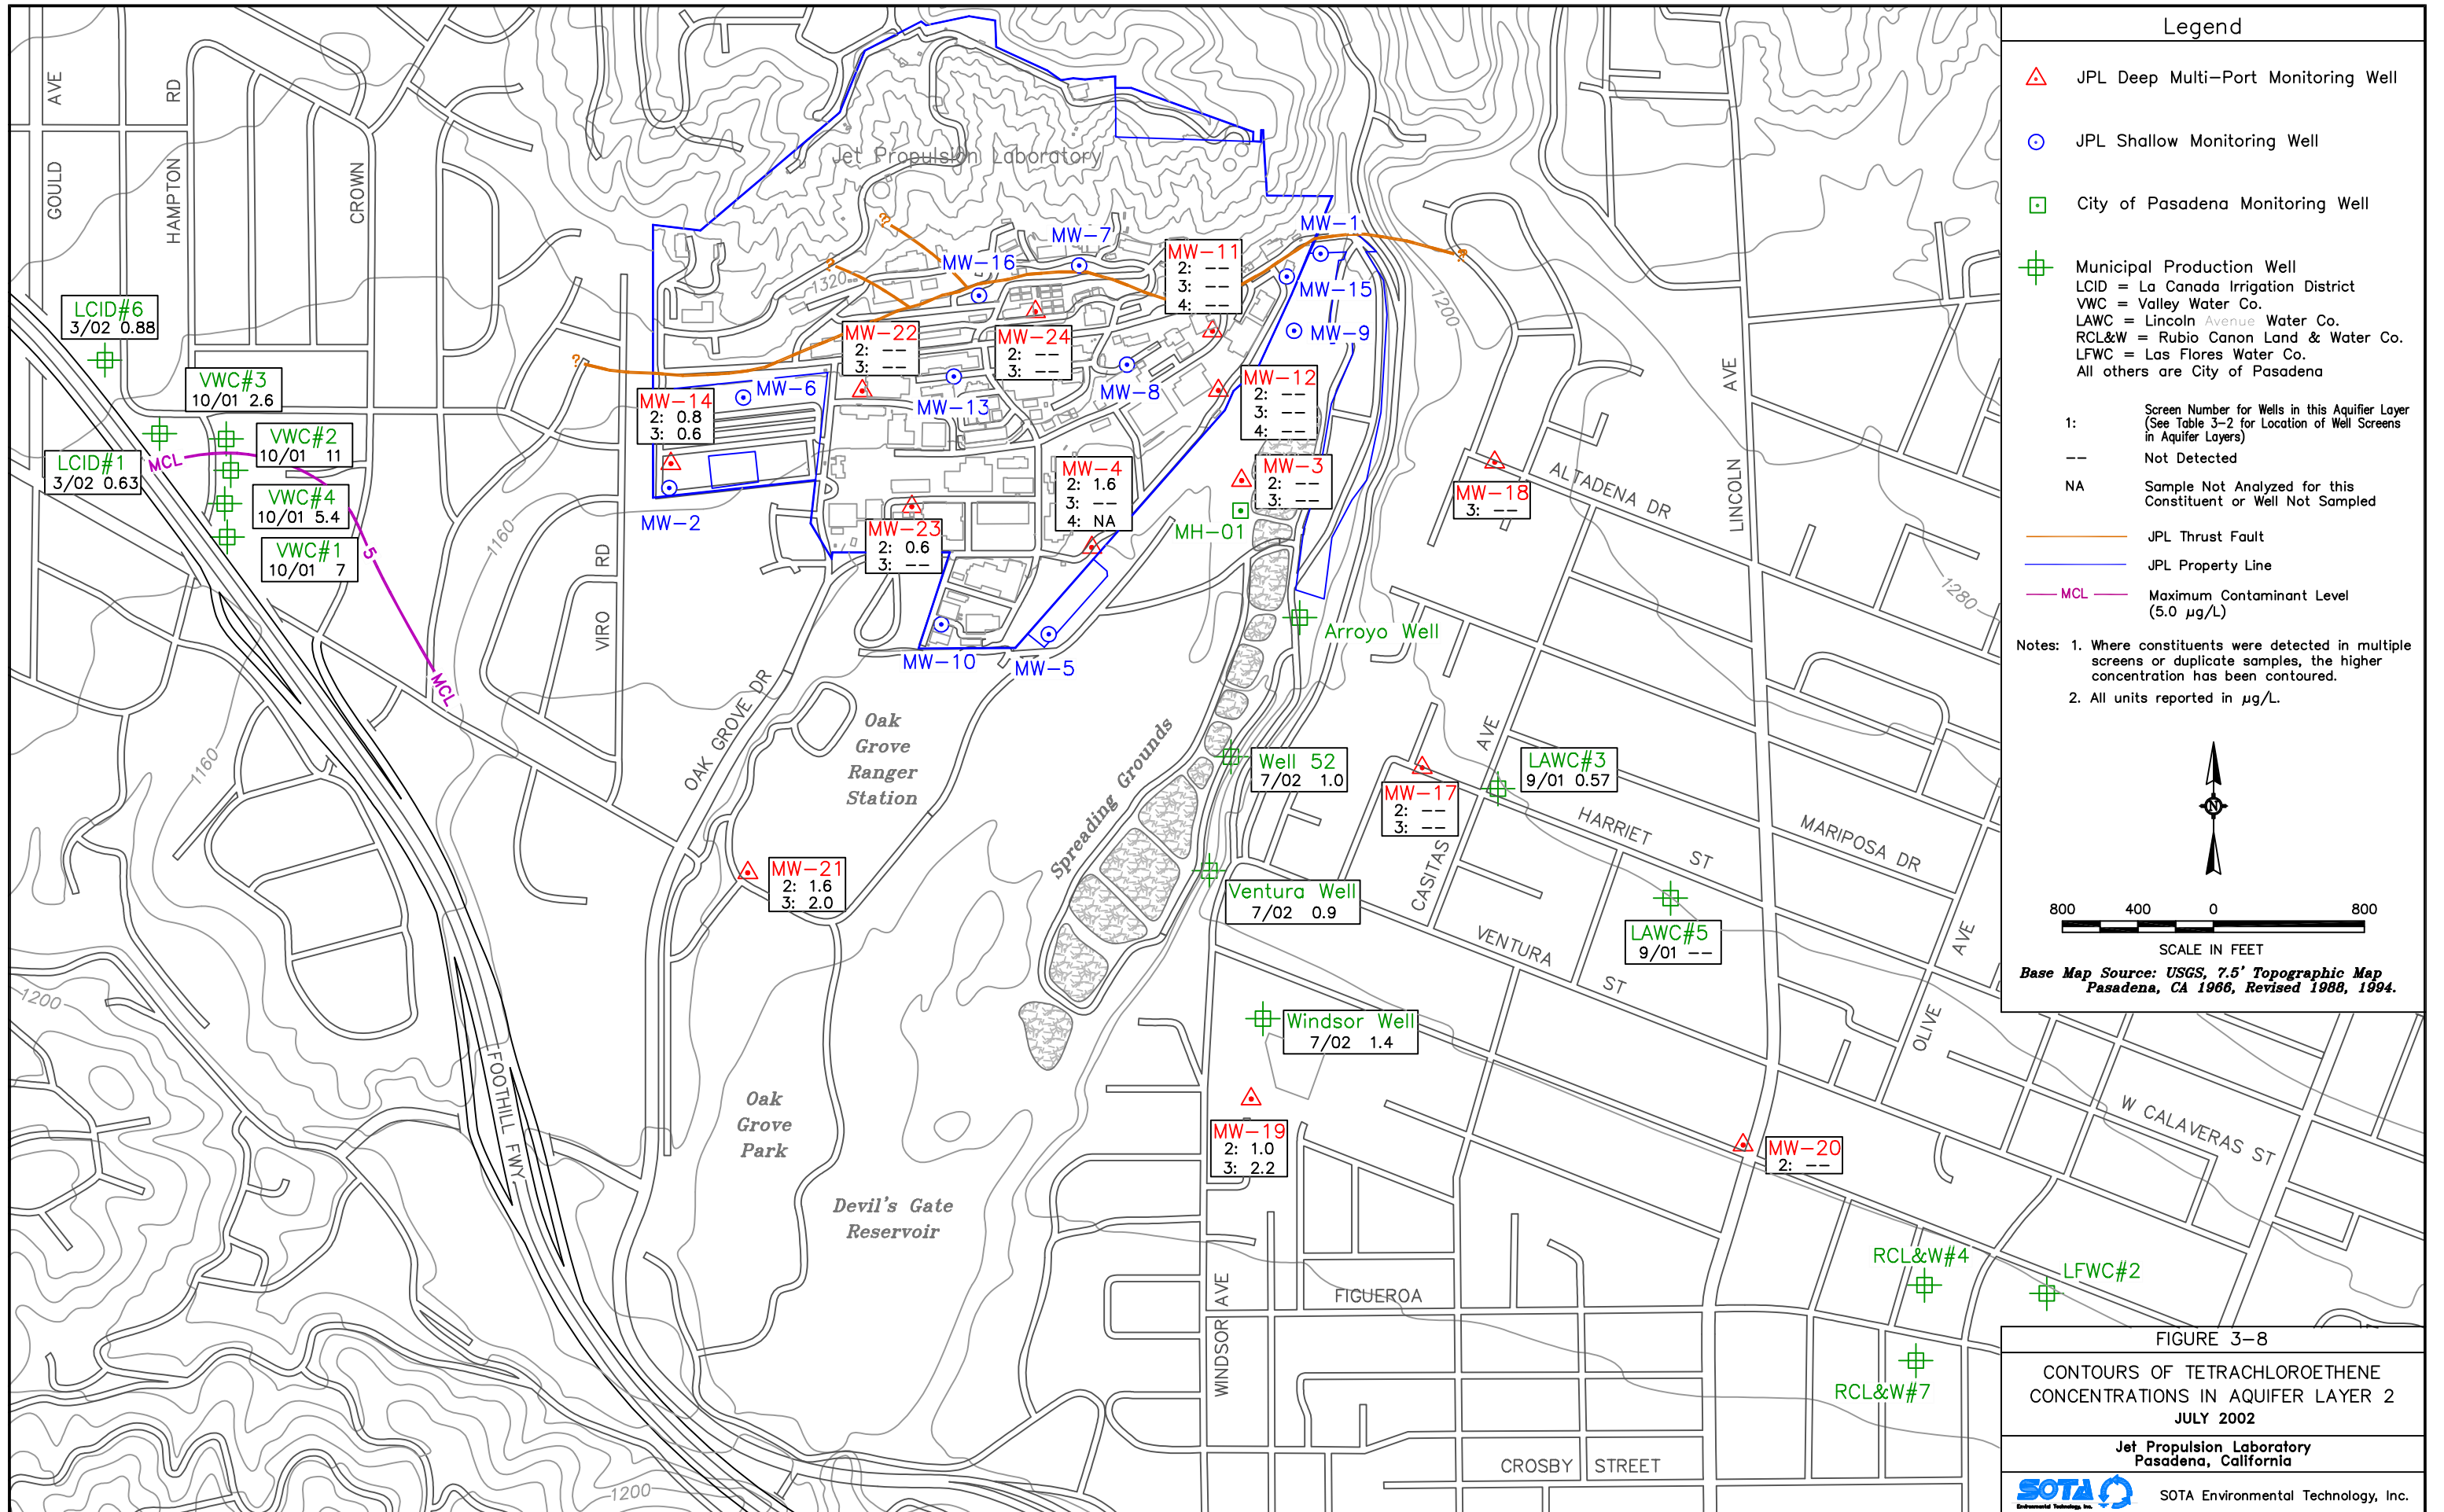 Legend
JPL Deep Multi-Port Monitoring Well
JPL Shallow Monitoring Well
City of Pasadena Monitoring Well
Municipal Production Well
LCID = La Canada Irrigation District
VWC = Valley Water Co.
LAWC = Lincoln Avenue Water Co.
RCL&W = Rubio Canon Land & Water Co.
LFWC = Las Flores Water Co.
All others are City of Pasadena
1: Screen Number for Wells in this Aquifier Layer
(See Table 3-2 for Location of Well Screens
in Aquifer Layers)
-- Not Detected
NA Sample Not Analyzed for this
Constituent or Well Not Sampled
JPL Thrust Fault
JPL Property Line
MCL Maximum Contaminant Level
(5.0 µg/L)
Notes: 1. Where constituents were detected in multiple
screens or duplicate samples, the higher
concentration has been contoured.
2. All units reported in µg/L.
N
800 400 0 800
SCALE IN FEET
Base Map Source: USGS, 7.5' Topographic Map
Pasadena, CA 1966, Revised 1988, 1994.
FIGURE 3-8
CONTOURS OF TETRACHLOROETHENE
CONCENTRATIONS IN AQUIFER LAYER 2
JULY 2002
Jet Propulsion Laboratory
Pasadena, California
SOTA
Environmental Technology, Inc.
SOTA Environmental Technology, Inc.
GOULD AVE
HAMPTON RD
CROWN
Jet Propulsion Laboratory
LCID#6
3/02 0.88
VWC#3
10/01 2.6
VWC#2
10/01 11
LCID#1
3/02 0.63
VWC#4
10/01 5.4
VWC#1
10/01 7
MCL
5
MCL
1160
1160
VIRO RD
?
?
?
?
1320
MW-7
MW-16
MW-1
MW-11
2: --
3: --
4: --
MW-15
MW-9
1200
MW-22
2: --
3: --
MW-24
2: --
3: --
MW-6
MW-13
MW-8
MW-12
2: --
3: --
4: --
MW-14
2: 0.8
3: 0.6
MW-2
MW-4
2: 1.6
3: --
4: NA
MW-3
2: --
3: --
MH-01
MW-23
2: 0.6
3: --
MW-10
MW-5
MW-18
3: --
ALTADENA DR
LINCOLN AVE
1280
Arroyo Well
OAK GROVE DR
Oak
Grove
Ranger
Station
Spreading Grounds
Well 52
7/02 1.0
MW-17
2: --
3: --
LAWC#3
9/01 0.57
CASITAS AVE
HARRIET ST
MARIPOSA DR
MW-21
2: 1.6
3: 2.0
Ventura Well
7/02 0.9
VENTURA ST
LAWC#5
9/01 --
OLIVE AVE
1200
FOOTHILL FWY
Windsor Well
7/02 1.4
Oak
Grove
Park
MW-19
2: 1.0
3: 2.2
MW-20
2: --
W CALAVERAS ST
Devil's Gate
Reservoir
WINDSOR AVE
FIGUEROA
RCL&W#4
LFWC#2
RCL&W#7
CROSBY STREET
1200